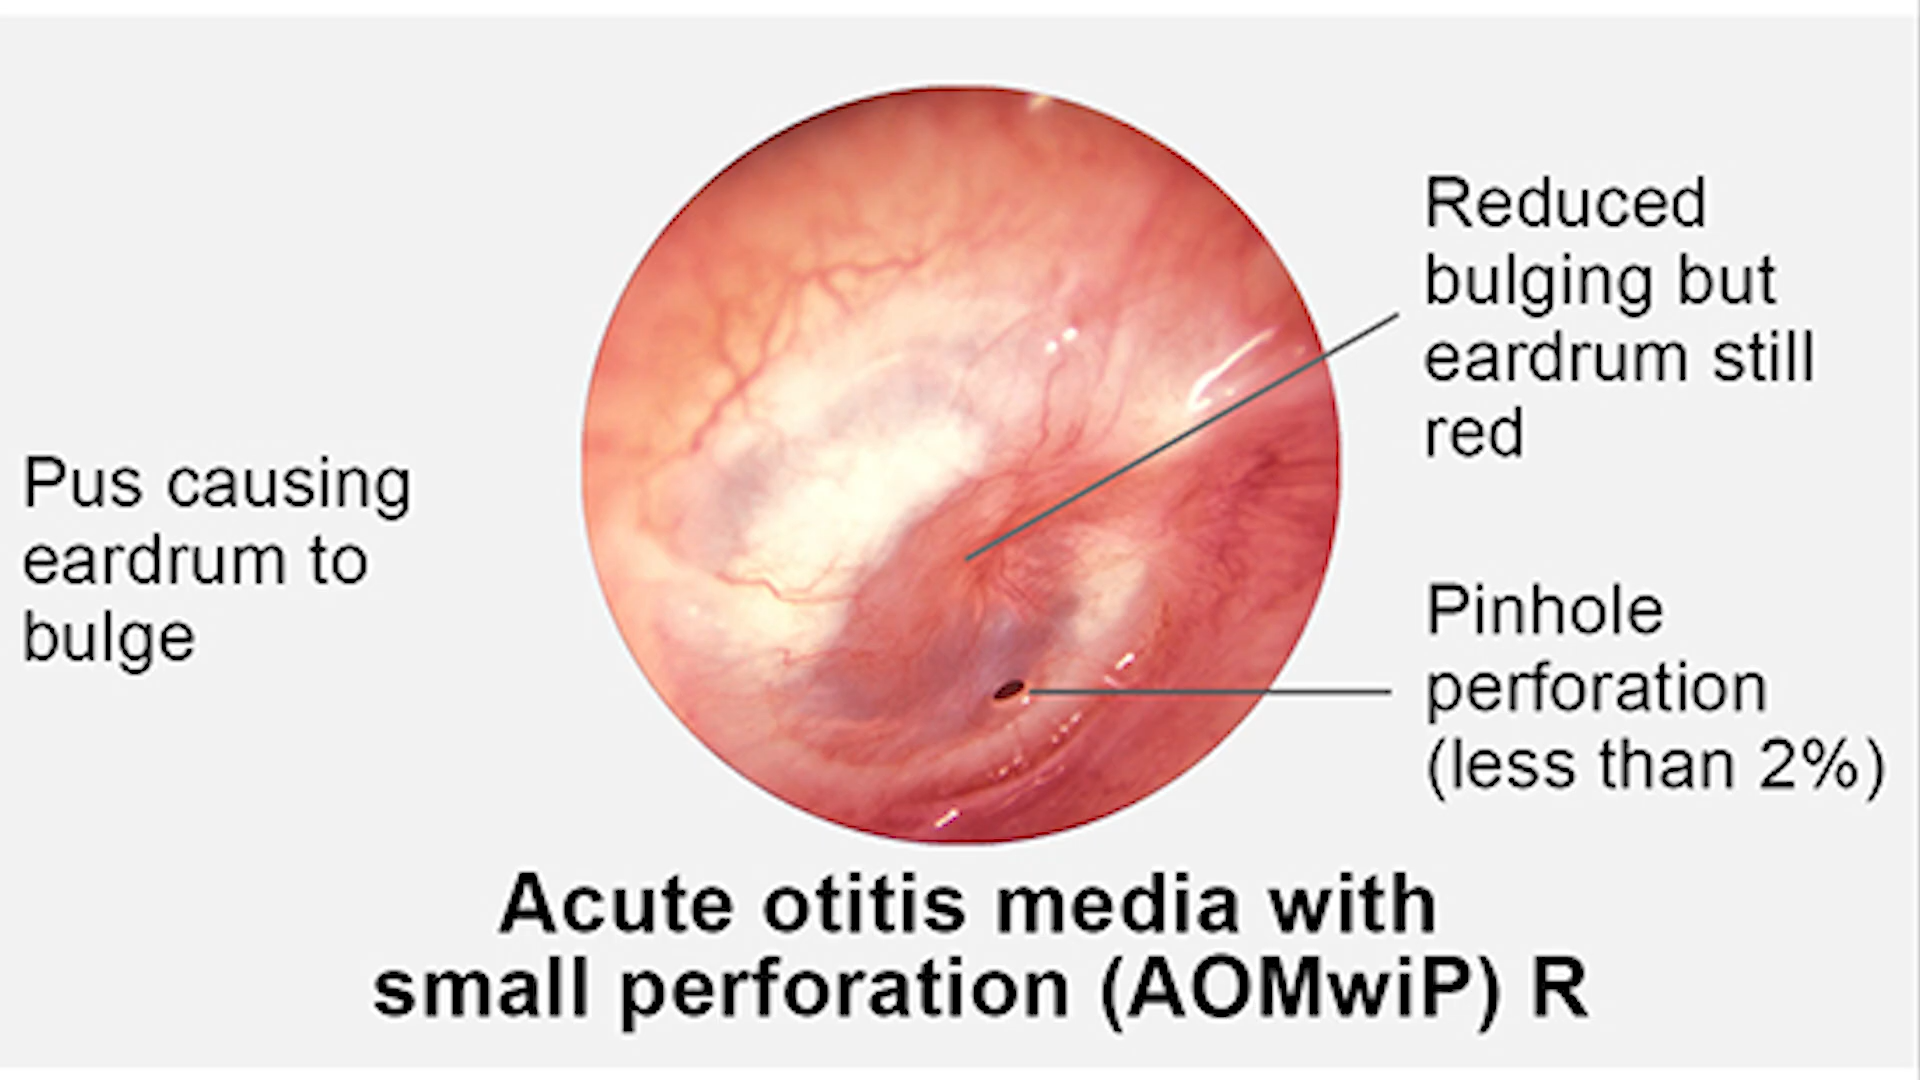 Pus causing
eardrum to
bulge
Reduced
bulging but
eardrum still
red
Pinhole
perforation
(less than 2%)
Acute otitis media with
small perforation (AOMwiP) R